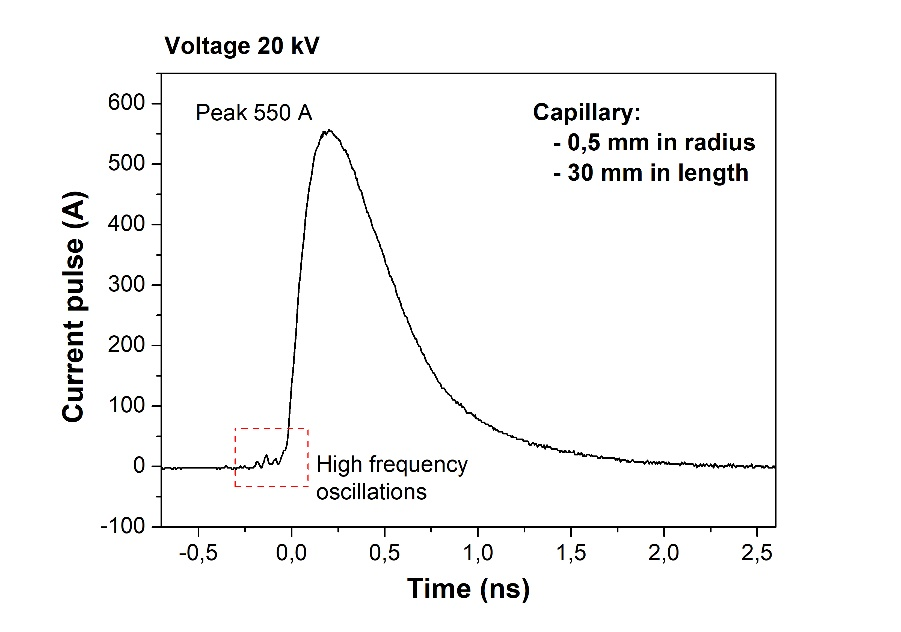 Voltage 20 kV
Peak 550 A
Capillary:
- 0,5 mm in radius
- 30 mm in length
600
500
400
300
200
100
0
-100
Current pulse (A)
High frequency
oscillations
-0,5 0,0 0,5 1,0 1,5 2,0 2,5
Time (ns)